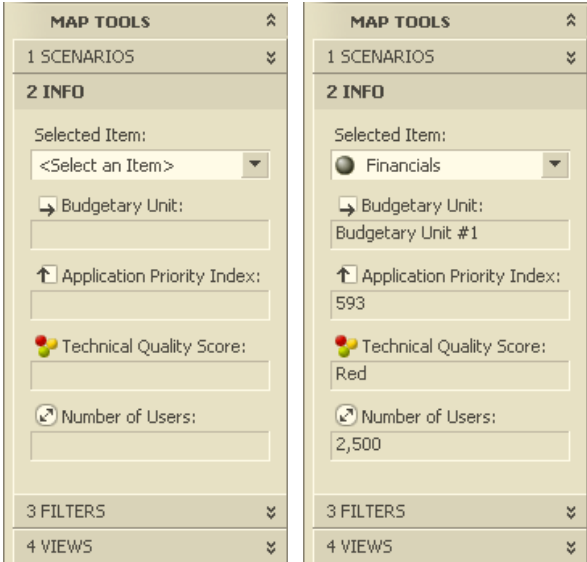 MAP TOOLS
1 SCENARIOS
2 INFO
Selected Item:
<Select an Item>
Budgetary Unit:
Application Priority Index:
Technical Quality Score:
Number of Users:
3 FILTERS
4 VIEWS
MAP TOOLS
1 SCENARIOS
2 INFO
Selected Item:
Financials
Budgetary Unit:
Budgetary Unit #1
Application Priority Index:
593
Technical Quality Score:
Red
Number of Users:
2,500
3 FILTERS
4 VIEWS